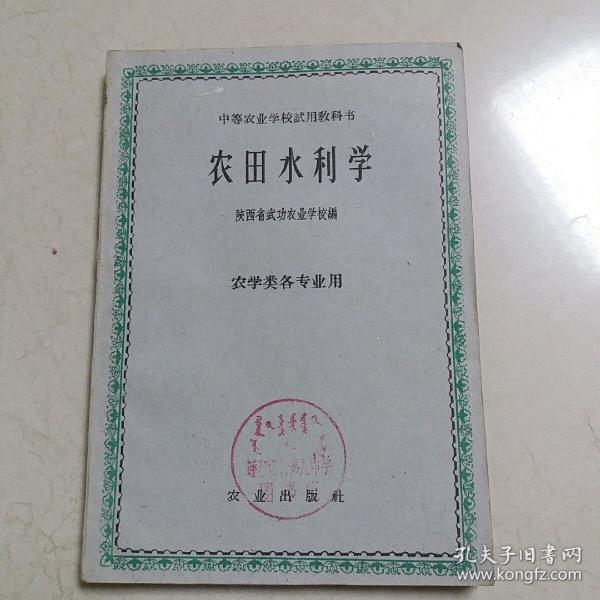 中等农业学校試用教科书
农田水利学
陕西省武功农业学校編
农学类各专业用
农业出版社
孔夫子旧书网
www.kongfz.com